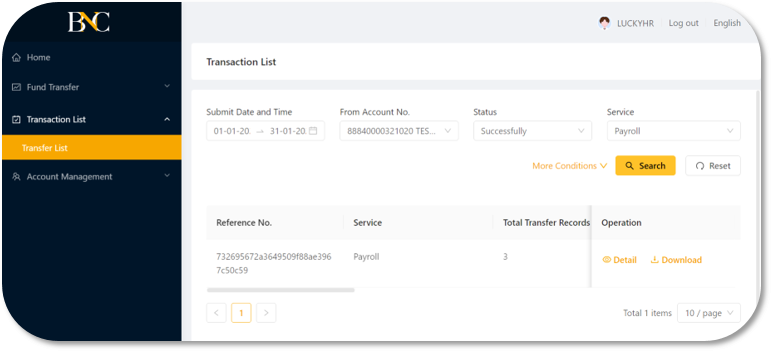 BNC
LUCKYHR
Log out
English
Home
Fund Transfer
Transaction List
Transfer List
Account Management
Transaction List
Submit Date and Time
From Account No.
Status
Service
01-01-20.
31-01-20.
88840000321020 TES...
Successfully
Payroll
More Conditions
Search
Reset
Reference No.
Service
Total Transfer Records
Operation
732695672a3649509f88ae396
7c50c59
Payroll
3
Detail
Download
1
Total 1 items
10 / page